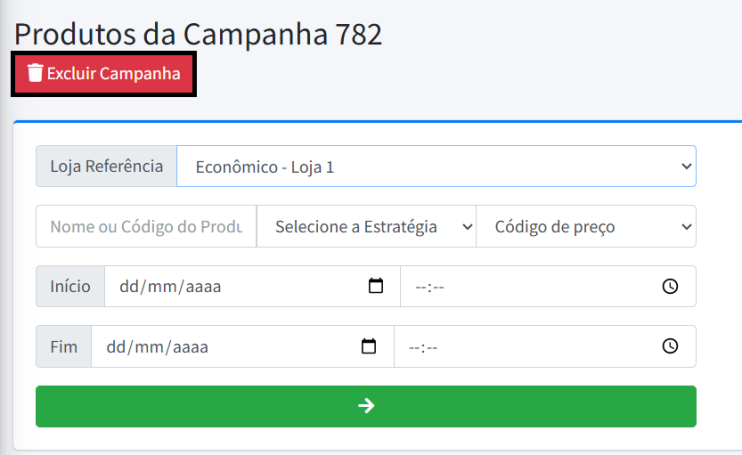 Produtos da Campanha 782
Excluir Campanha
Loja Referência Econômico - Loja 1
Nome ou Código do Produ Selecione a Estratégia Código de preço
Início dd/mm/aaaa --:--
Fim dd/mm/aaaa --:--